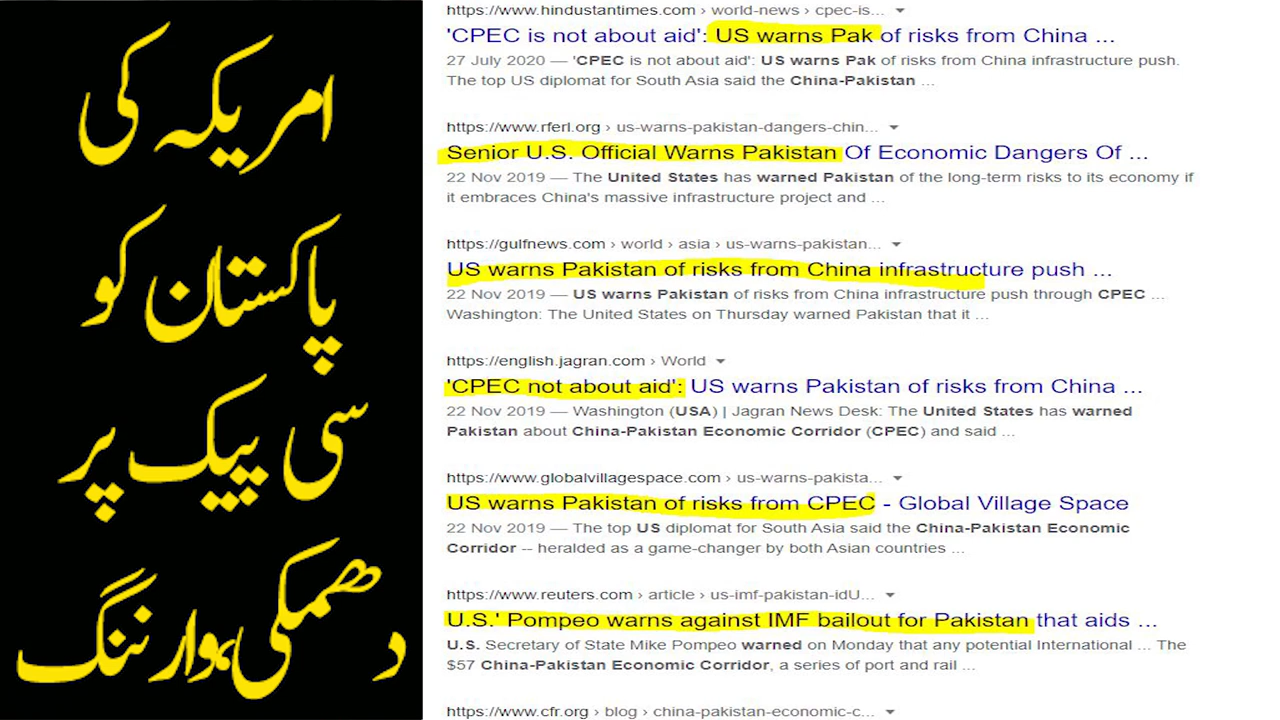 امریکہ کی
پاکستان کو
سی پیک پر
دھمکی،وارننگ
https://www.hindustantimes.com › world-news › cpec-is...
'CPEC is not about aid': US warns Pak of risks from China ...
27 July 2020 — 'CPEC is not about aid': US warns Pak of risks from China infrastructure push.
The top US diplomat for South Asia said the China-Pakistan ...
https://www.rferl.org › us-warns-pakistan-dangers-chin...
Senior U.S. Official Warns Pakistan Of Economic Dangers Of ...
22 Nov 2019 — The United States has warned Pakistan of the long-term risks to its economy if
it embraces China's massive infrastructure project and ...
https://gulfnews.com › world › asia › us-warns-pakistan...
US warns Pakistan of risks from China infrastructure push ...
22 Nov 2019 — US warns Pakistan of risks from China infrastructure push through CPEC ...
Washington: The United States on Thursday warned Pakistan that it ...
https://english.jagran.com › World
'CPEC not about aid': US warns Pakistan of risks from China ...
22 Nov 2019 — Washington (USA) | Jagran News Desk: The United States has warned
Pakistan about China-Pakistan Economic Corridor (CPEC) and said ...
https://www.globalvillagespace.com › us-warns-pakista...
US warns Pakistan of risks from CPEC - Global Village Space
22 Nov 2019 — The top US diplomat for South Asia said the China-Pakistan Economic
Corridor -- heralded as a game-changer by both Asian countries ...
https://www.reuters.com › article › us-imf-pakistan-idU...
U.S.' Pompeo warns against IMF bailout for Pakistan that aids ...
U.S. Secretary of State Mike Pompeo warned on Monday that any potential International ... The
$57 China-Pakistan Economic Corridor, a series of port and rail ...
https://www.cfr.org › blog › china-pakistan-economic-c...